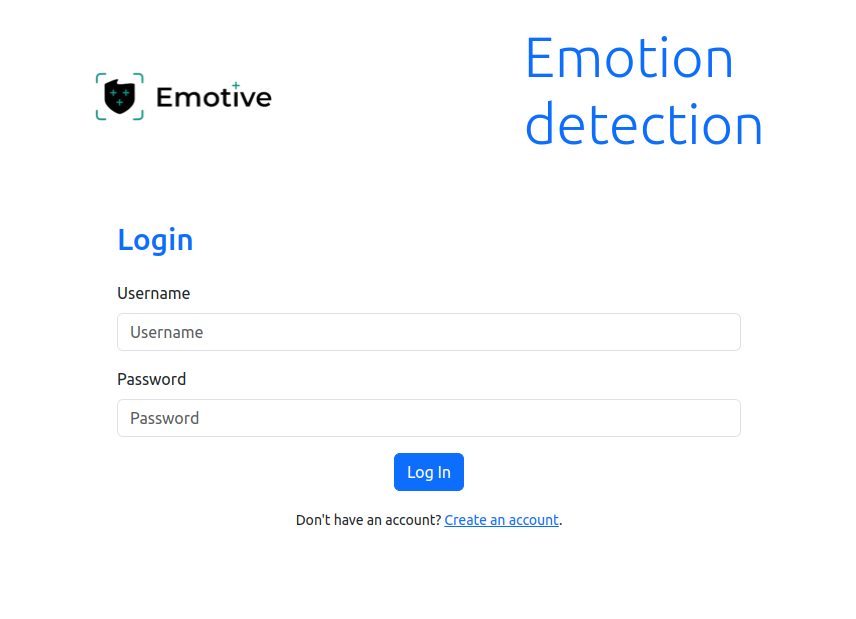 Emotive
Emotion
detection
Login
Username
Username
Password
Password
Log In
Don't have an account? Create an account.